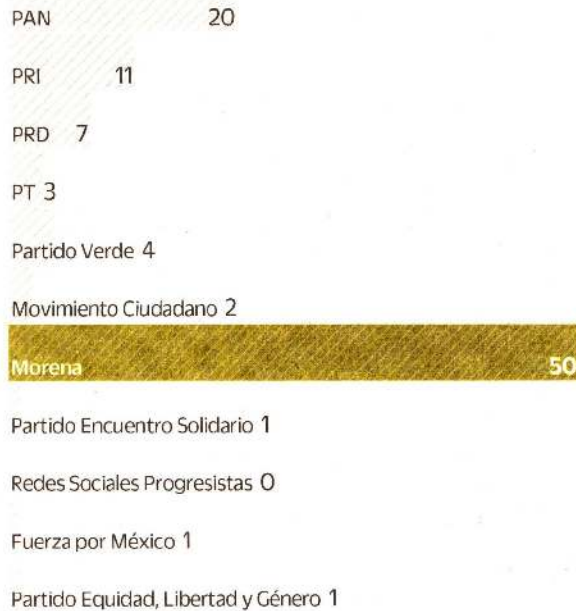 PAN 20
PRI 11
PRD 7
PT 3
Partido Verde 4
Movimiento Ciudadano 2
Morena 50
Partido Encuentro Solidario 1
Redes Sociales Progresistas 0
Fuerza por México 1
Partido Equidad, Libertad y Género 1